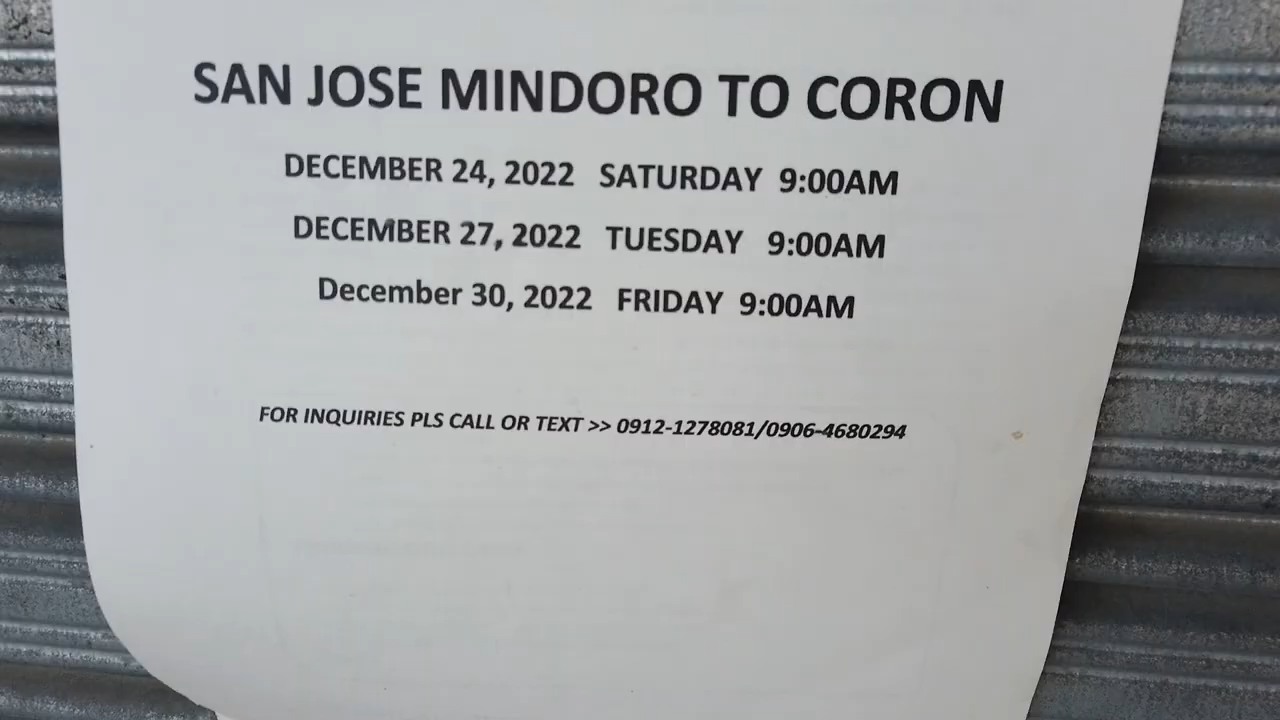 SAN JOSE MINDORO TO CORON
DECEMBER 24, 2022 SATURDAY 9:00AM
DECEMBER 27, 2022 TUESDAY 9:00AM
December 30, 2022 FRIDAY 9:00AM
FOR INQUIRIES PLS CALL OR TEXT >> 0912-1278081/0906-4680294